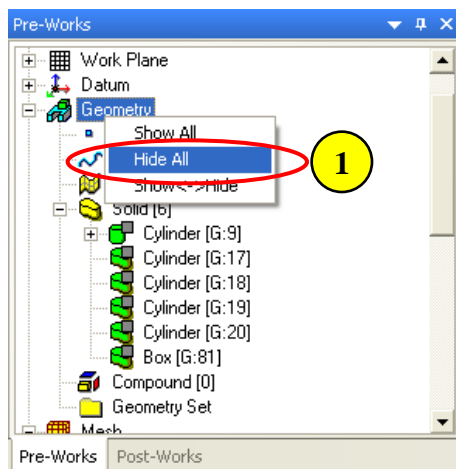 Pre-Works
Work Plane
Datum
Geometry
Show All
Hide All
1
Show<->Hide
Solid [6]
Cylinder [G:9]
Cylinder [G:17]
Cylinder [G:18]
Cylinder [G:19]
Cylinder [G:20]
Box [G:81]
Compound [0]
Geometry Set
Mesh
Pre-Works
Post-Works